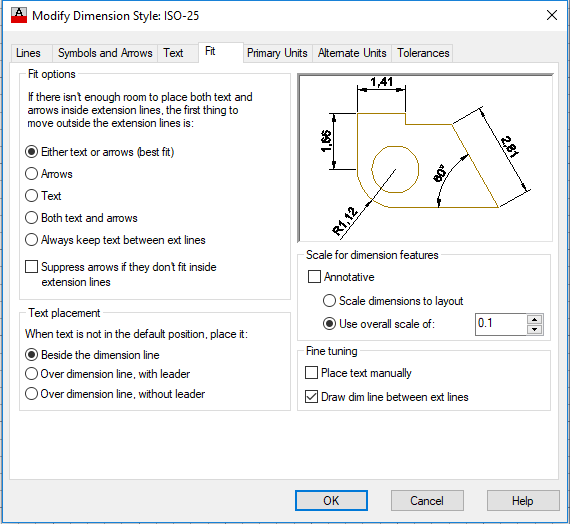 A
Modify Dimension Style: ISO-25
Lines
Symbols and Arrows
Text
Fit
Primary Units
Alternate Units
Tolerances
Fit options
If there isn't enough room to place both text and
arrows inside extension lines, the first thing to
move outside the extension lines is:
Either text or arrows (best fit)
Arrows
Text
Both text and arrows
Always keep text between ext lines
Suppress arrows if they don't fit inside
extension lines
Text placement
When text is not in the default position, place it:
Beside the dimension line
Over dimension line, with leader
Over dimension line, without leader
1,41
1,66
2,81
60°
R1,12
Scale for dimension features
Annotative
Scale dimensions to layout
Use overall scale of:
0.1
Fine tuning
Place text manually
Draw dim line between ext lines
OK
Cancel
Help